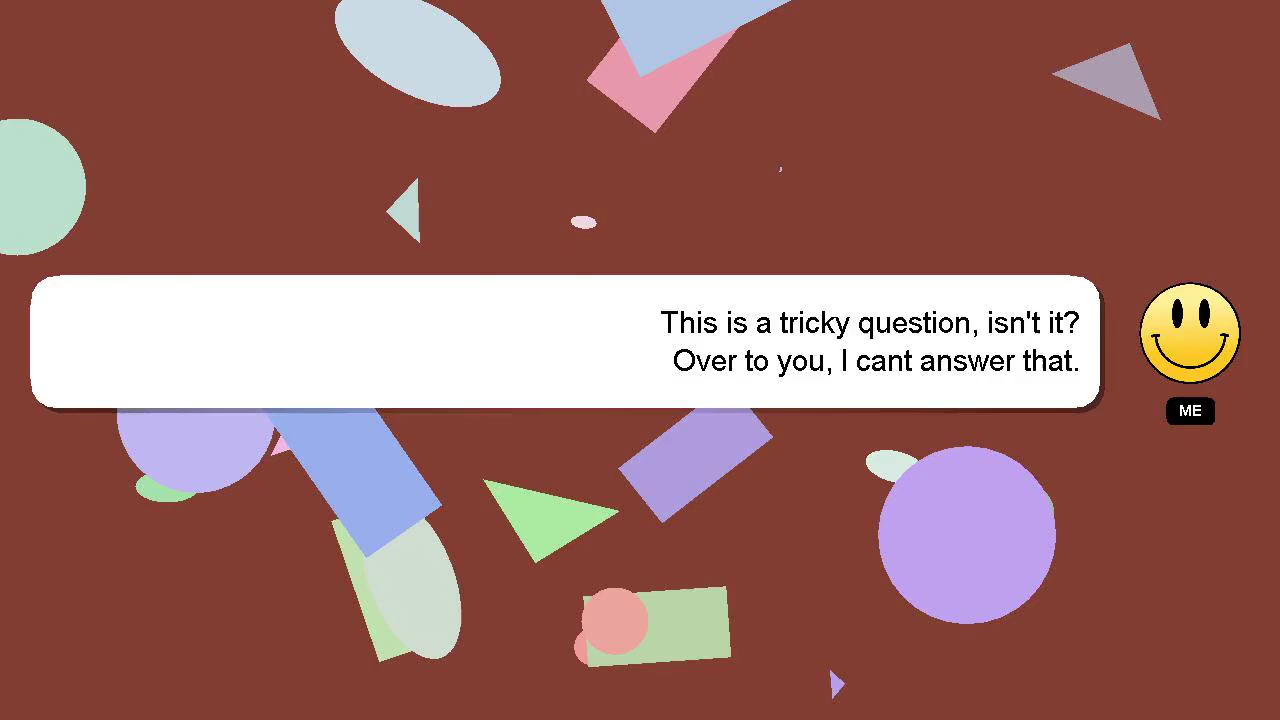 This is a tricky question, isn't it?
Over to you, I cant answer that.
ME